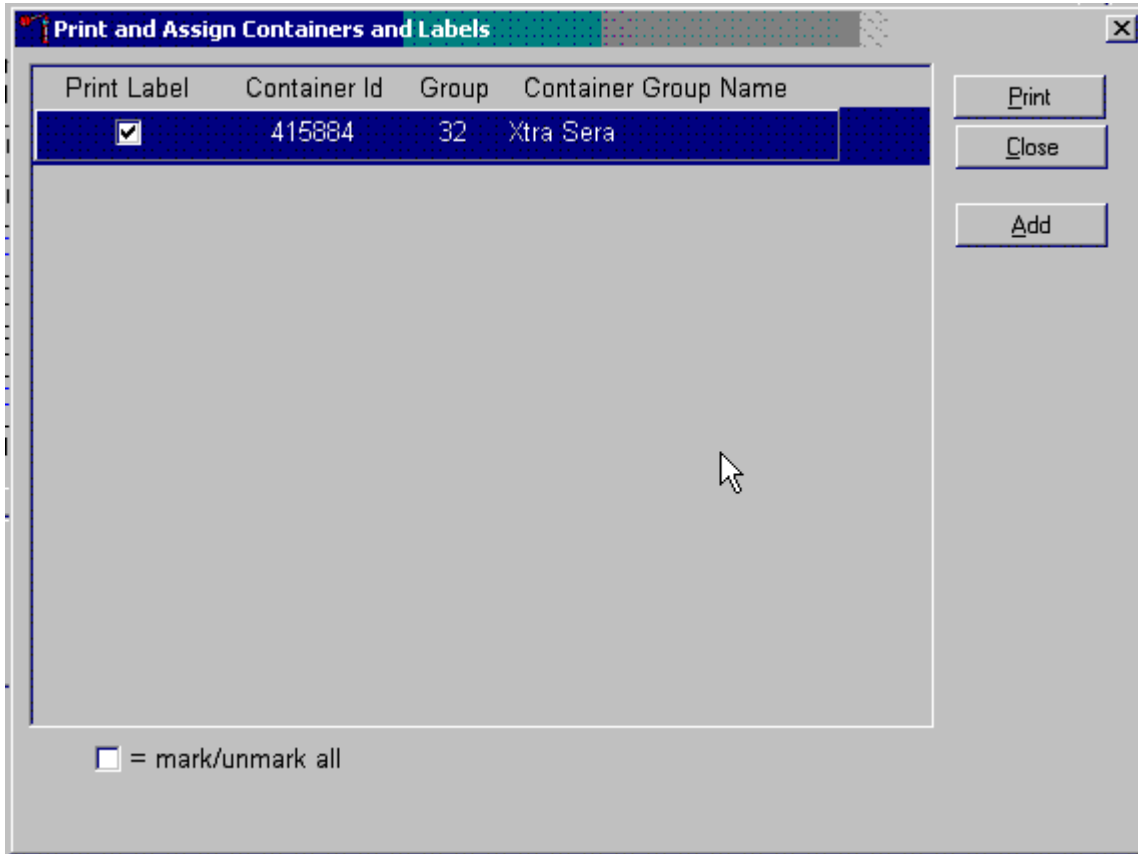 Print and Assign Containers and Labels
Print Label Container Id Group Container Group Name
415884 32 Xtra Sera
Print
Close
Add
= mark/unmark all